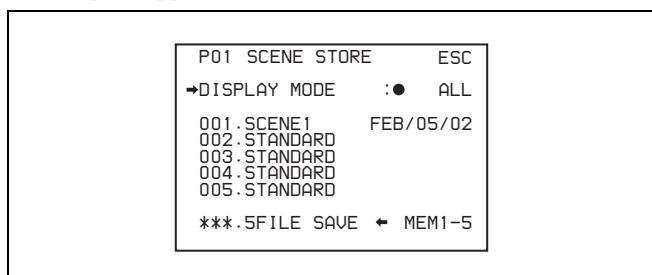 P01 SCENE STORE ESC
➡DISPLAY MODE :● ALL
001.SCENE1 FEB/05/02
002.STANDARD
003.STANDARD
004.STANDARD
005.STANDARD
***.5FILE SAVE ← MEM1-5